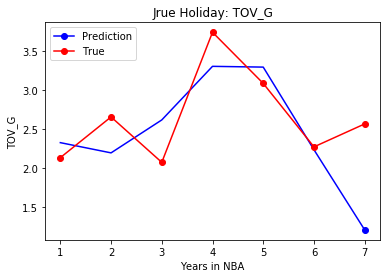 Jrue Holiday: TOV_G
Prediction
True
TOV_G
3.5
3.0
2.5
2.0
1.5
1 2 3 4 5 6 7
Years in NBA